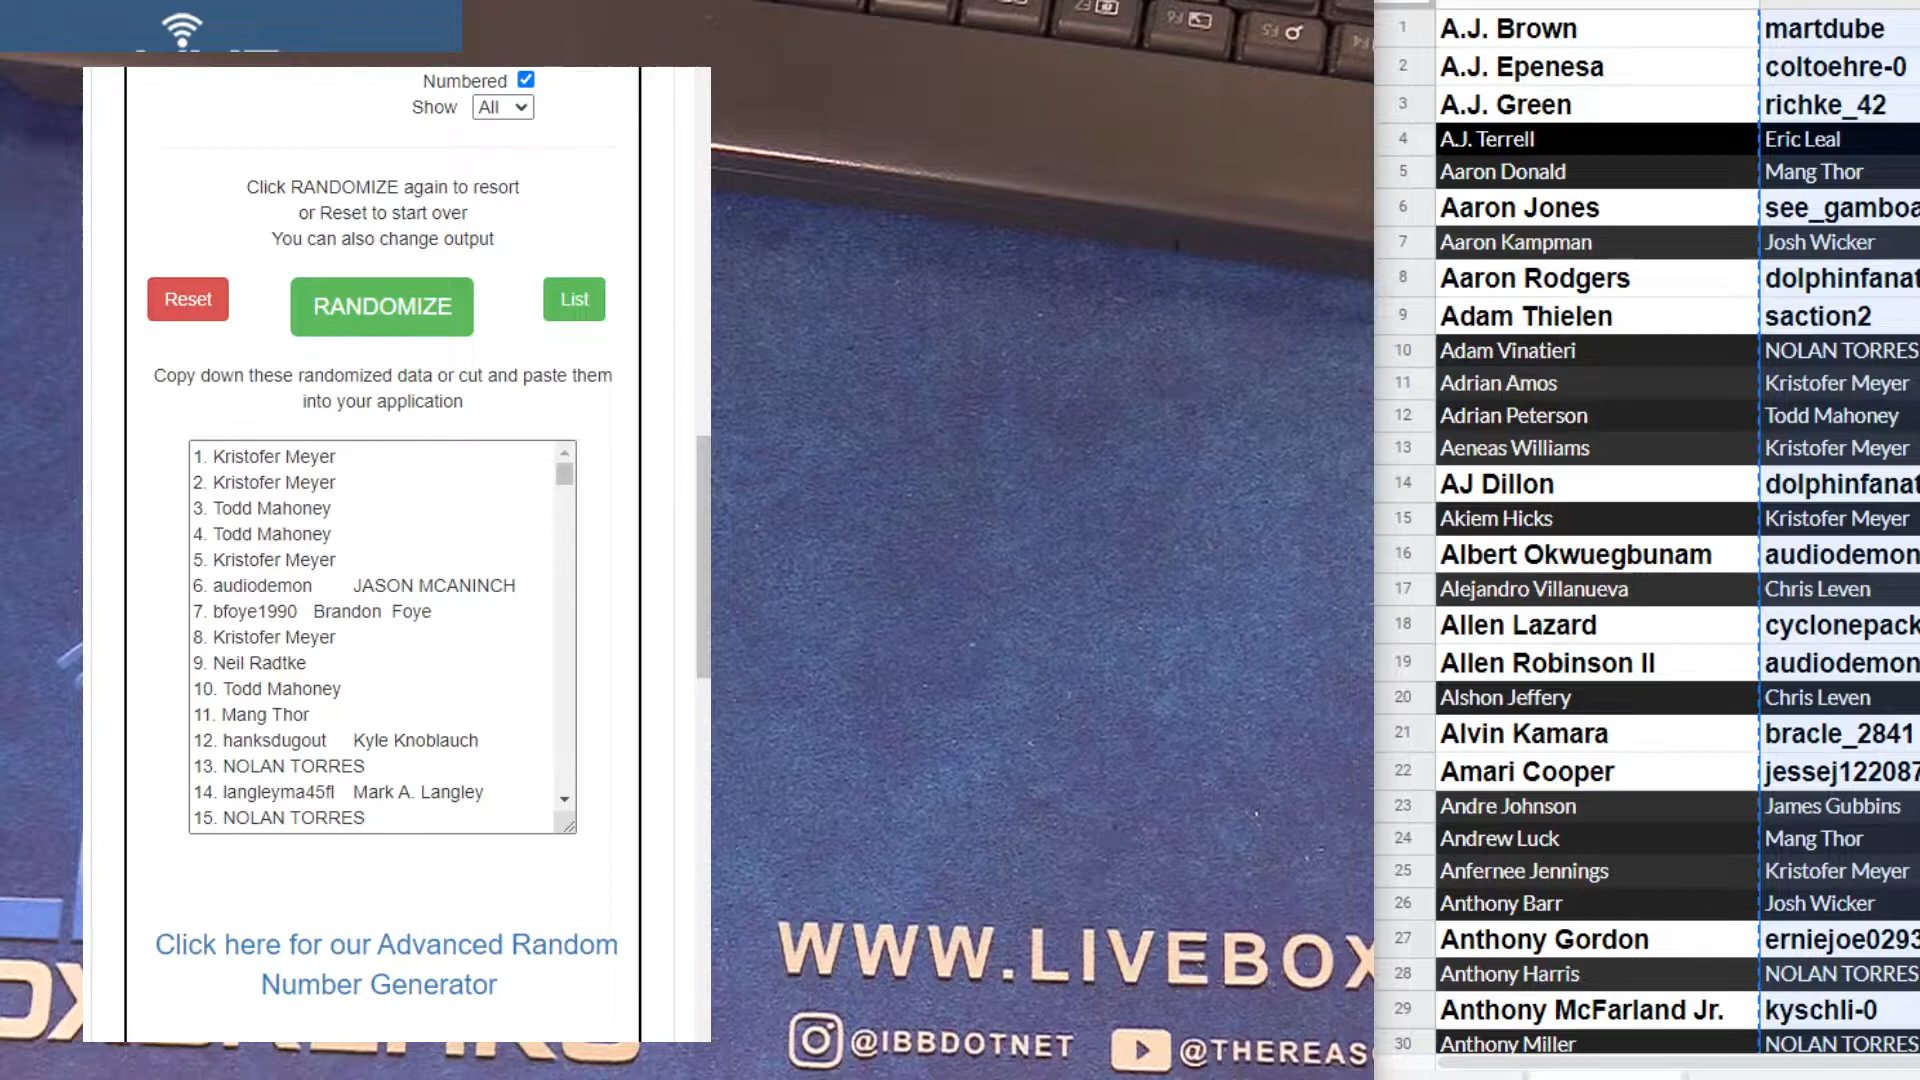 Numbered
Show All
Click RANDOMIZE again to resort
or Reset to start over
You can also change output
Reset
RANDOMIZE
List
Copy down these randomized data or cut and paste them
into your application
1. Kristofer Meyer
2. Kristofer Meyer
3. Todd Mahoney
4. Todd Mahoney
5. Kristofer Meyer
6. audiodemon JASON MCANINCH
7. bfoye1990 Brandon Foye
8. Kristofer Meyer
9. Neil Radtke
10. Todd Mahoney
11. Mang Thor
12. hanksdugout Kyle Knoblauch
13. NOLAN TORRES
14. langleyma45fl Mark A. Langley
15. NOLAN TORRES
Click here for our Advanced Random
Number Generator
WWW.LIVEBOX
@IBBDOTNET
@THEREAS
1 A.J. Brown martdube
2 A.J. Epenesa coltoehre-0
3 A.J. Green richke_42
4 A.J. Terrell Eric Leal
5 Aaron Donald Mang Thor
6 Aaron Jones see_gamboa
7 Aaron Kampman Josh Wicker
8 Aaron Rodgers dolphinfanat
9 Adam Thielen saction2
10 Adam Vinatieri NOLAN TORRES
11 Adrian Amos Kristofer Meyer
12 Adrian Peterson Todd Mahoney
13 Aeneas Williams Kristofer Meyer
14 AJ Dillon dolphinfanat
15 Akiem Hicks Kristofer Meyer
16 Albert Okwuegbunam audiodemon
17 Alejandro Villanueva Chris Leven
18 Allen Lazard cyclonepack
19 Allen Robinson II audiodemon
20 Alshon Jeffery Chris Leven
21 Alvin Kamara bracle_2841
22 Amari Cooper jessej122087
23 Andre Johnson James Gubbins
24 Andrew Luck Mang Thor
25 Anfernee Jennings Kristofer Meyer
26 Anthony Barr Josh Wicker
27 Anthony Gordon erniejoe0293
28 Anthony Harris NOLAN TORRES
29 Anthony McFarland Jr. kyschli-0
30 Anthony Miller NOLAN TORRES